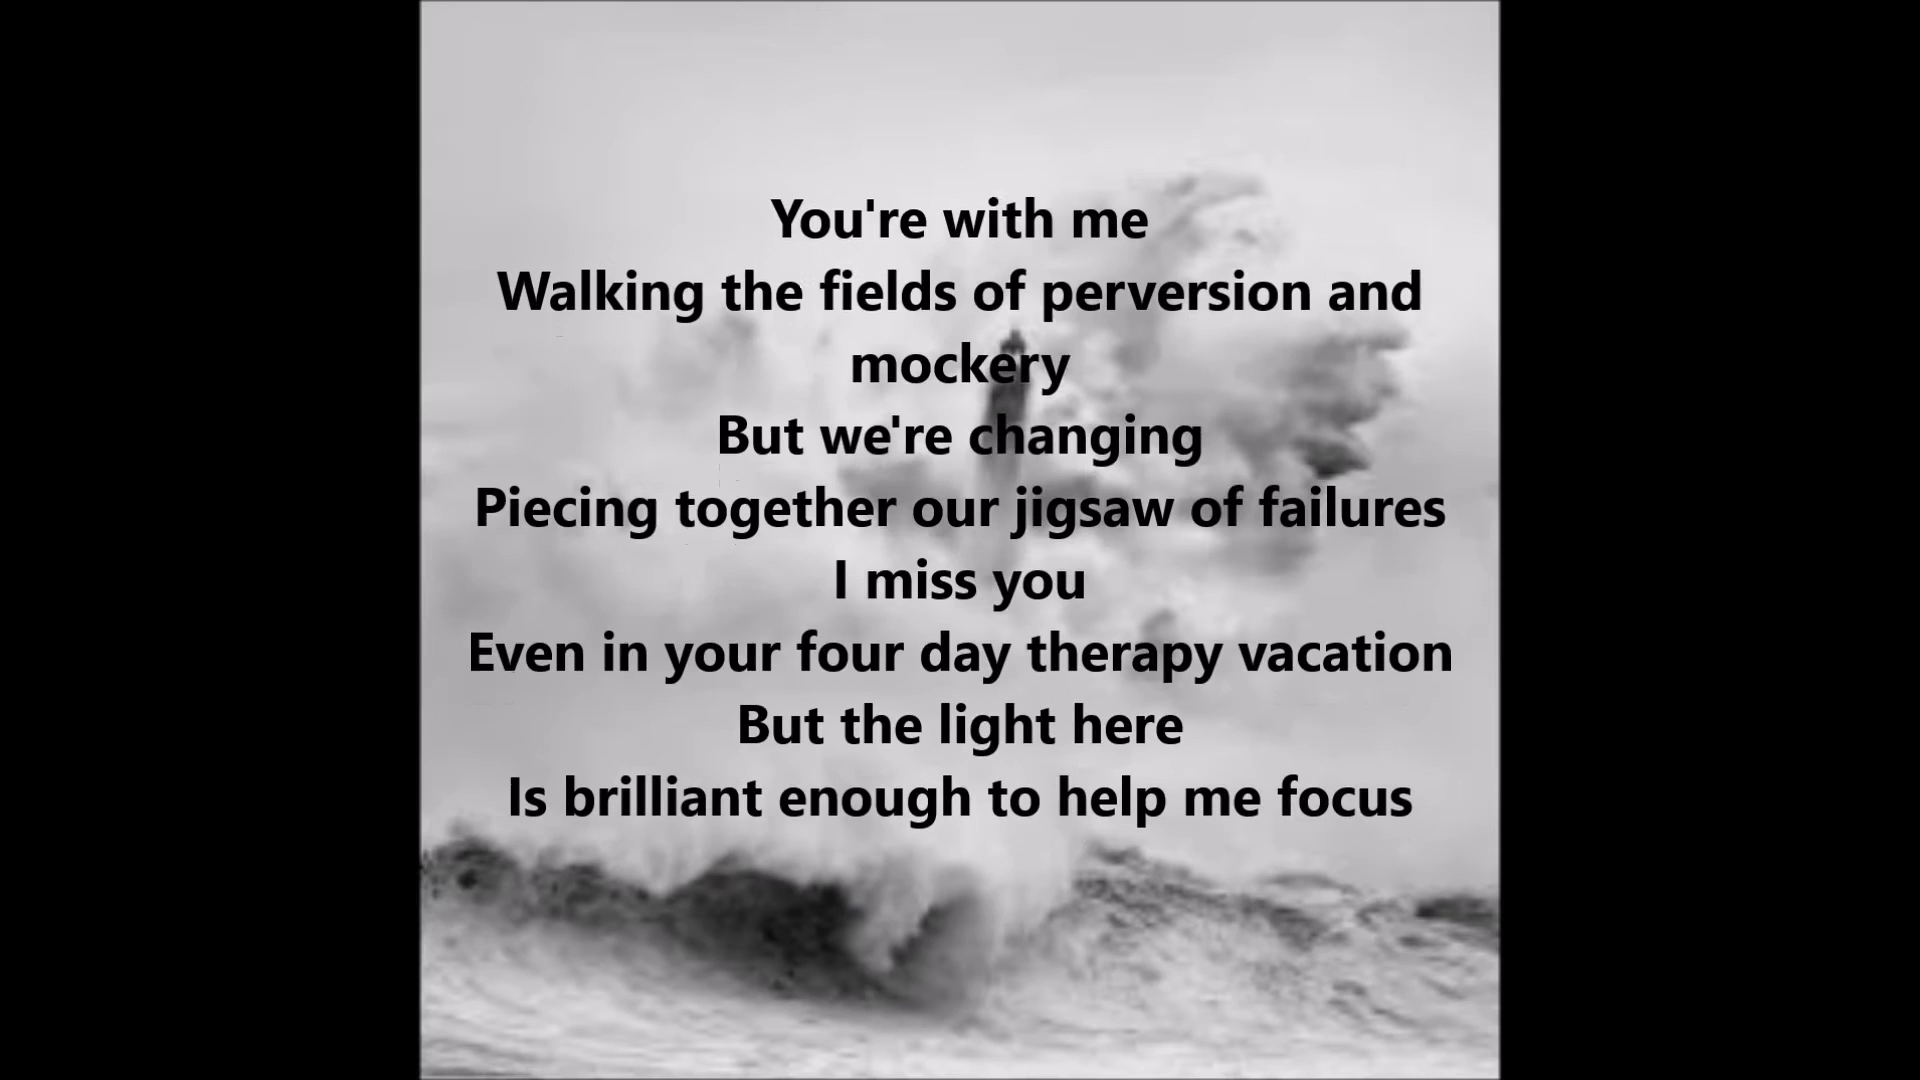 You're with me
Walking the fields of perversion and
mockery
But we're changing
Piecing together our jigsaw of failures
I miss you
Even in your four day therapy vacation
But the light here
Is brilliant enough to help me focus